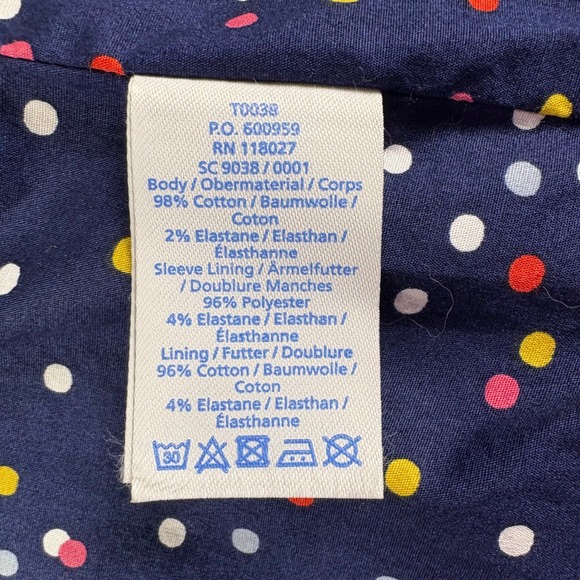 T0038
P.O. 600959
RN 118027
SC 9038 / 0001
Body / Obermaterial / Corps
98% Cotton / Baumwolle /
Coton
2% Elastane / Elasthan /
Élasthanne
Sleeve Lining / Ärmelfutter
/ Doublure Manches
96% Polyester
4% Elastane / Elasthan /
Élasthanne
Lining / Futter / Doublure
96% Cotton / Baumwolle /
Coton
4% Elastane / Elasthan /
Élasthanne
30